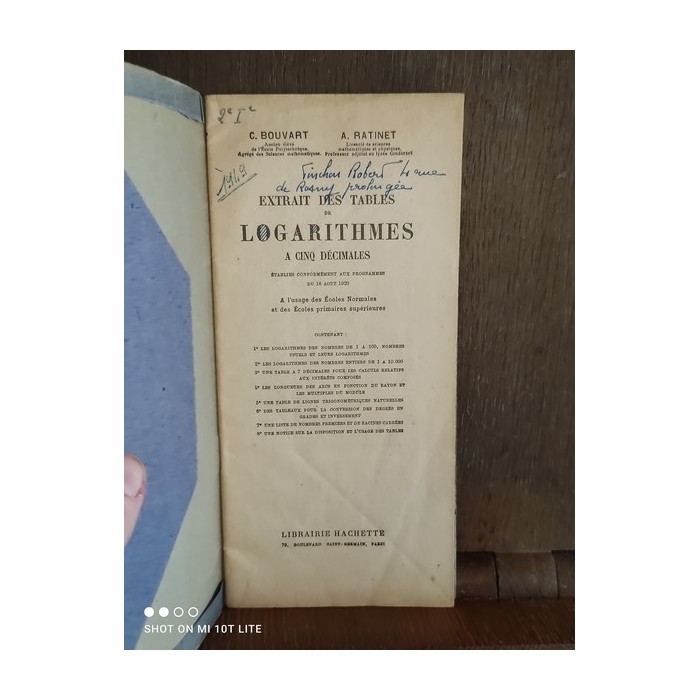 2e Ie
C. BOUVART
Ancien élève
de l'École Polytechnique,
Agrégé des Sciences mathématiques.
A. RATINET
Licencié ès sciences
mathématiques et physiques,
Professeur adjoint au lycée Condorcet
1949
Robert 4 rue
de Rosny prolongée
EXTRAIT DES TABLES
DE
LOGARITHMES
A CINQ DÉCIMALES
ÉTABLIES CONFORMÉMENT AUX PROGRAMMES
DU 18 AOUT 1920
A l'usage des Écoles Normales
et des Écoles primaires supérieures
CONTENANT :
1° LES LOGARITHMES DES NOMBRES DE 1 A 100, NOMBRES
USUELS ET LEURS LOGARITHMES
2° LES LOGARITHMES DES NOMBRES ENTIERS DE 1 A 10.000
3° UNE TABLE A 7 DÉCIMALES POUR LES CALCULS RELATIFS
AUX INTÉRÊTS COMPOSÉS
4° LES LONGUEURS DES ARCS EN FONCTION DU RAYON ET
LES MULTIPLES DU MODULE
5° UNE TABLE DE LIGNES TRIGONOMÉTRIQUES NATURELLES
6° DES TABLEAUX POUR LA CONVERSION DES DEGRÉS EN
GRADES ET INVERSEMENT
7° UNE LISTE DE NOMBRES PREMIERS ET DE RACINES CARRÉES
8° UNE NOTICE SUR LA DISPOSITION ET L'USAGE DES TABLES
LIBRAIRIE HACHETTE
79, BOULEVARD SAINT-GERMAIN, PARIS
SHOT ON MI 10T LITE